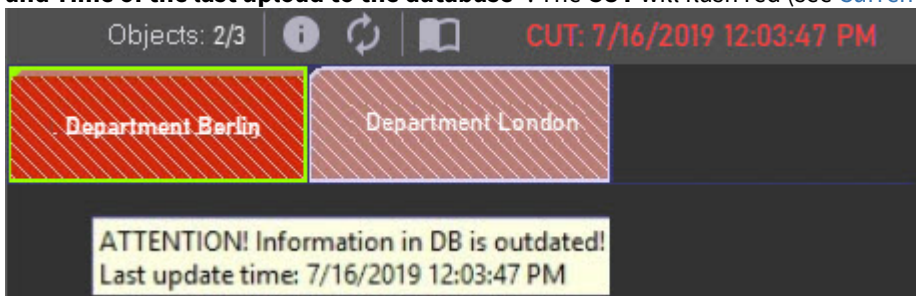 and Time of the last upload to the database". The CUT will flash red (see Curren
Objects: 2/3 CUT: 7/16/2019 12:03:47 PM
Department Berlin Department London
ATTENTION! Information in DB is outdated!
Last update time: 7/16/2019 12:03:47 PM